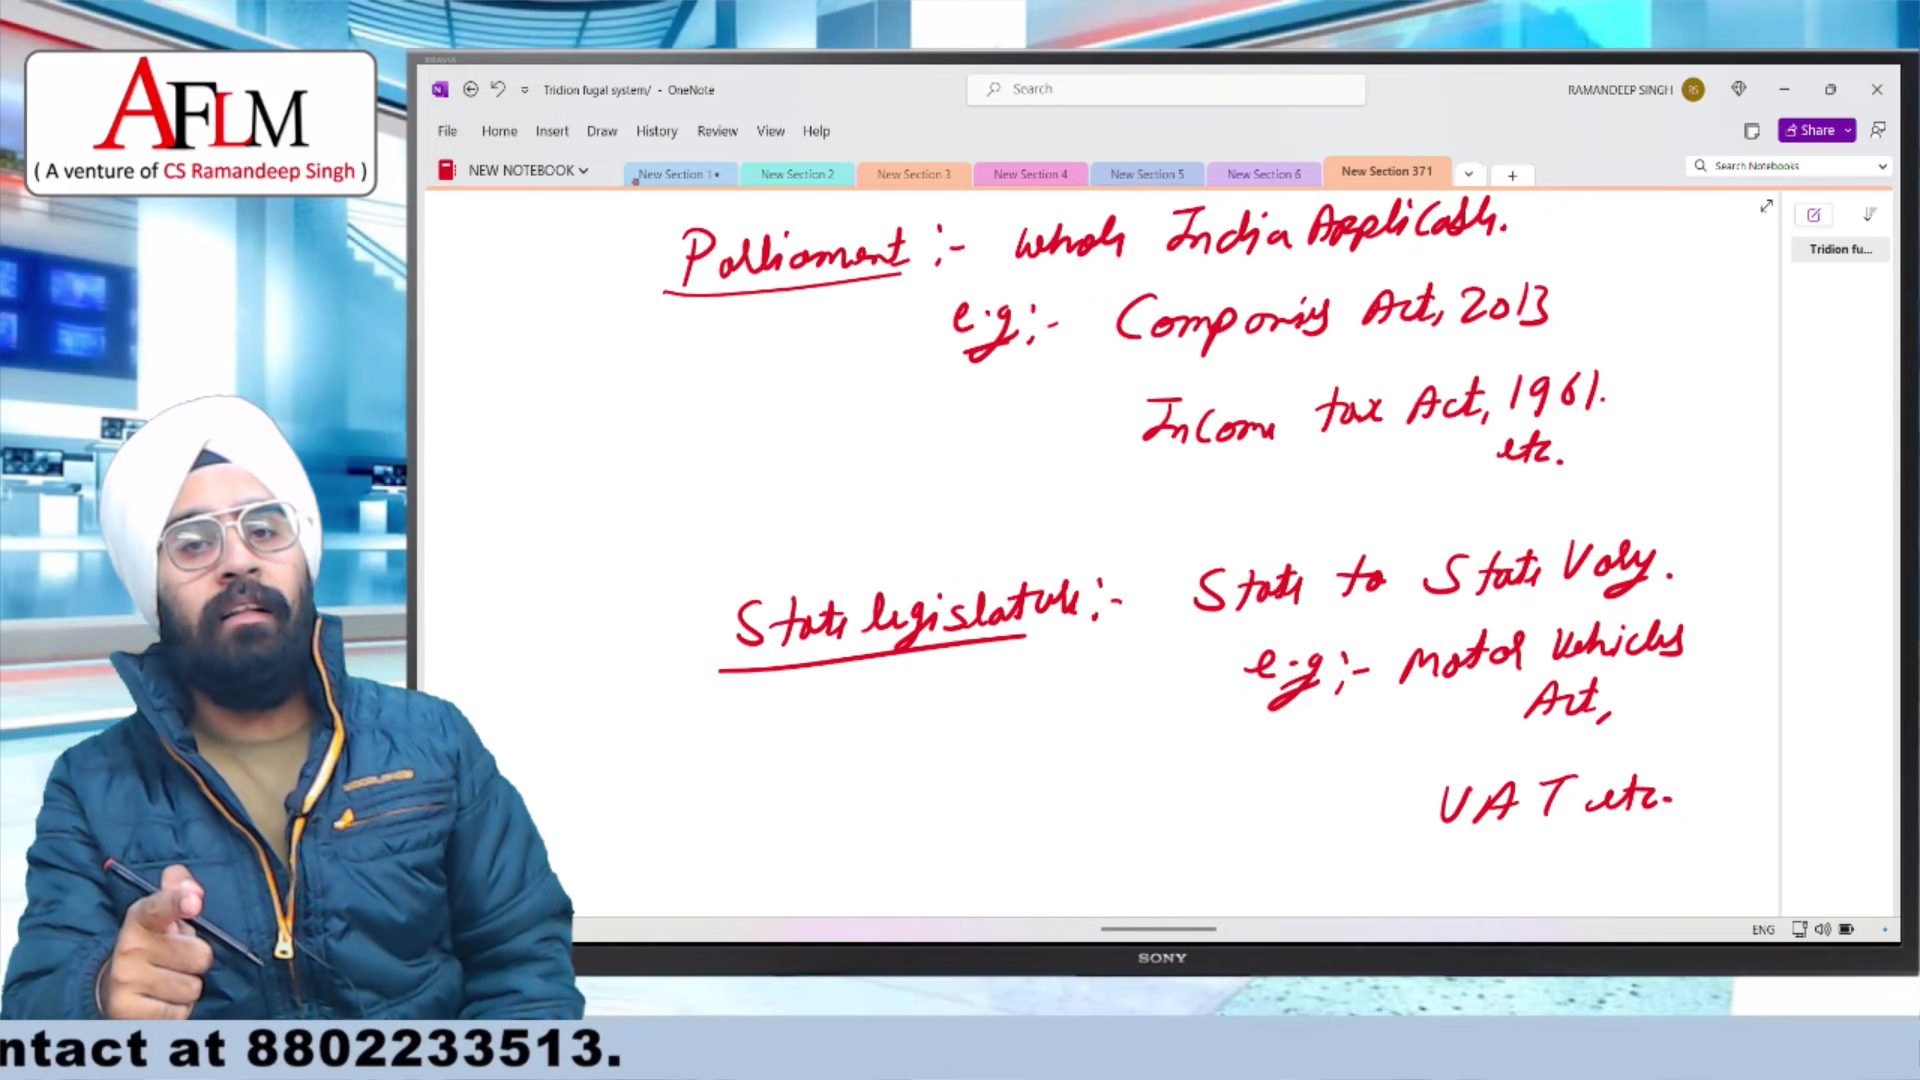 AFLM
( A venture of CS Ramandeep Singh )
BRAVIA
Tridion fugal system/ - OneNote
Search
RAMANDEEP SINGH
RS
File Home Insert Draw History Review View Help
Share
NEW NOTEBOOK
New Section 1
New Section 2
New Section 3
New Section 4
New Section 5
New Section 6
New Section 371
Search Notebooks
Tridion fu...
Parliament :- Whole India Applicable.
e.g:- Companies Act, 2013
Income tax Act, 1961.
etc.
State legislature:- State to State Vary.
e.g:- Motor Vehicles
Act,
VAT etc.
ENG
SONY
ntact at 8802233513.